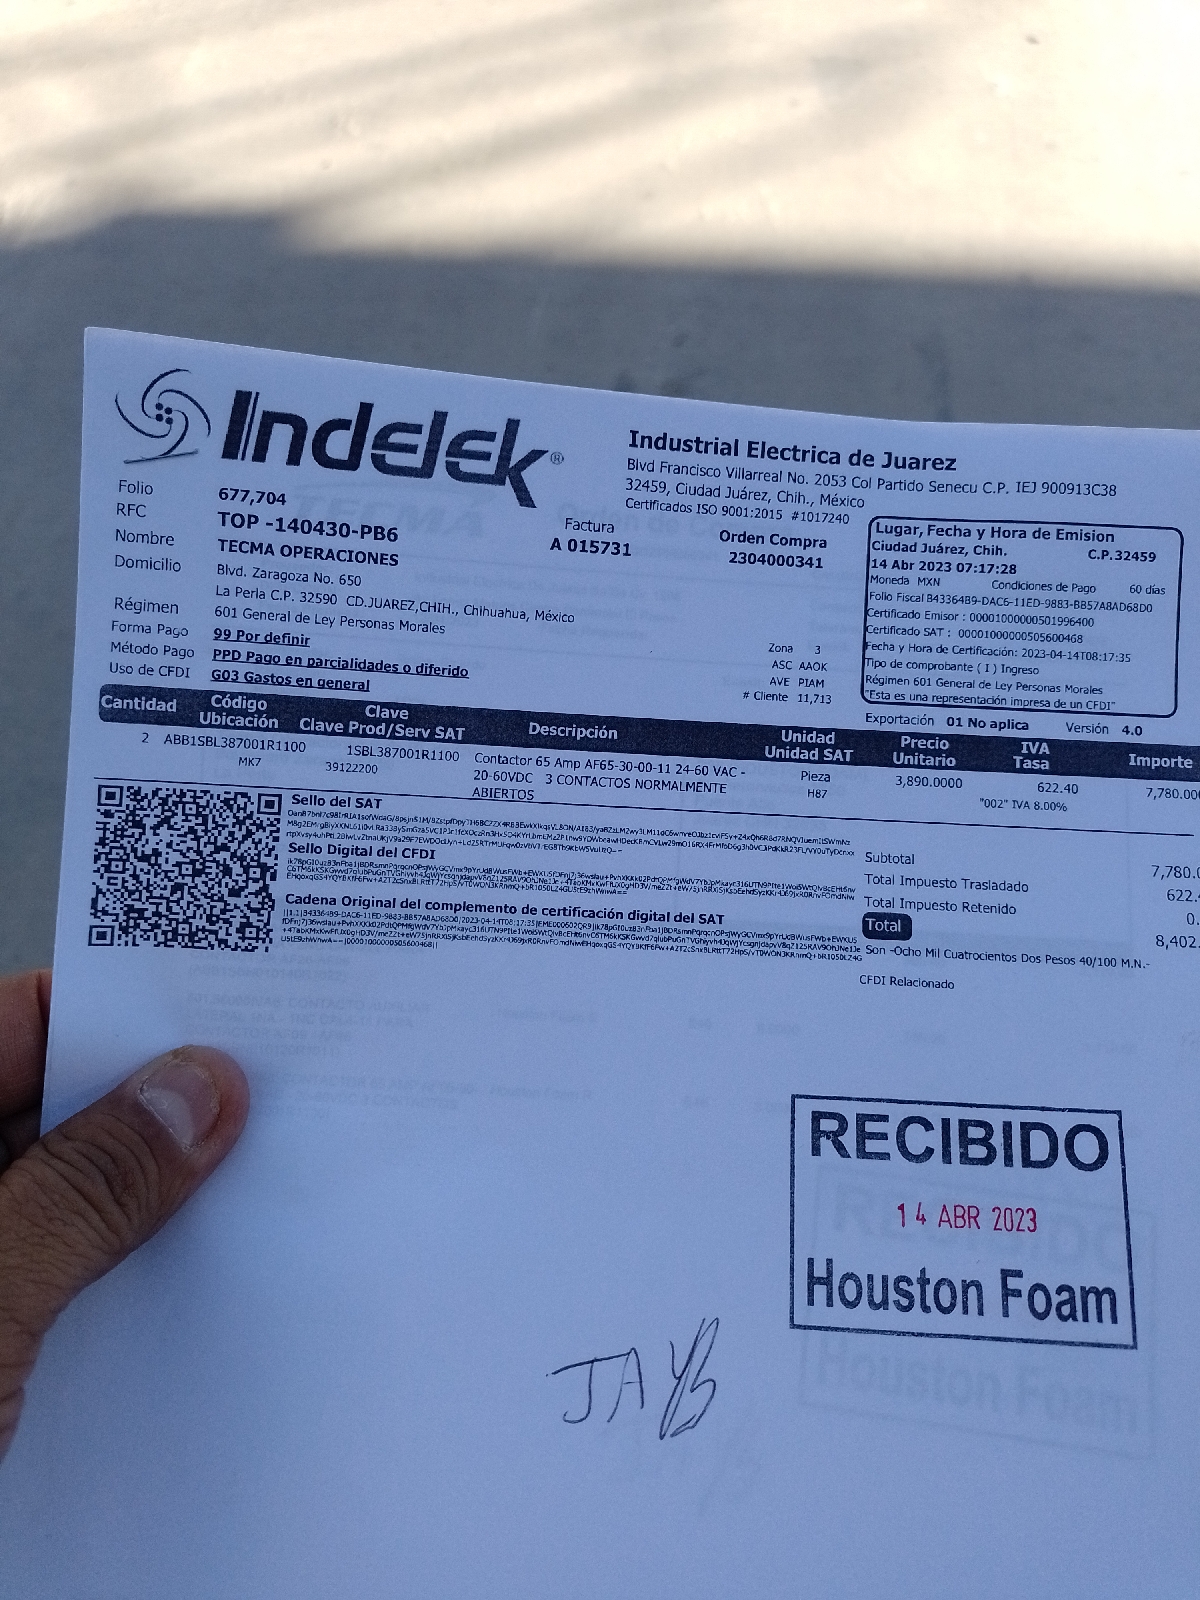 Indelek®
Industrial Electrica de Juarez
Blvd Francisco Villarreal No. 2053 Col Partido Senecu C.P. IEJ 900913C38
32459, Ciudad Juárez, Chih., México
Certificados ISO 9001:2015 #1017240
Folio 677,704
RFC TOP -140430-PB6
Nombre TECMA OPERACIONES
Domicilio Blvd. Zaragoza No. 650
La Perla C.P. 32590 CD.JUAREZ,CHIH., Chihuahua, México
Régimen 601 General de Ley Personas Morales
Forma Pago 99 Por definir
Método Pago PPD Pago en parcialidades o diferido
Uso de CFDI G03 Gastos en general
Factura
A 015731
Orden Compra
2304000341
Lugar, Fecha y Hora de Emision
Ciudad Juárez, Chih. C.P.32459
14 Abr 2023 07:17:28
Moneda MXN Condiciones de Pago 60 días
Folio Fiscal B43364B9-DAC6-11ED-9883-BB57A8AD68D0
Certificado Emisor : 00001000000501996400
Certificado SAT : 00001000000505600468
Fecha y Hora de Certificación: 2023-04-14T08:17:35
Tipo de comprobante ( I ) Ingreso
Régimen 601 General de Ley Personas Morales
"Esta es una representación impresa de un CFDI"
Zona 3
ASC AAOK
AVE PIAM
# Cliente 11,713
Exportación 01 No aplica Versión 4.0
Cantidad Código Ubicación Clave Clave Prod/Serv SAT Descripción Unidad Unidad SAT Precio Unitario IVA Tasa Importe
2 ABB1SBL387001R1100 1SBL387001R1100 Contactor 65 Amp AF65-30-00-11 24-60 VAC - Pieza 3,890.0000 622.40 7,780.00
MK7 39122200 20-60VDC 3 CONTACTOS NORMALMENTE H87 "002" IVA 8.00%
ABIERTOS
Sello del SAT
Sello Digital del CFDI
Cadena Original del complemento de certificación digital del SAT
Subtotal 7,780.
Total Impuesto Trasladado 622.
Total Impuesto Retenido 0.
Total 8,402.
Son -Ocho Mil Cuatrocientos Dos Pesos 40/100 M.N.-
CFDI Relacionado
RECIBIDO
14 ABR 2023
Houston Foam